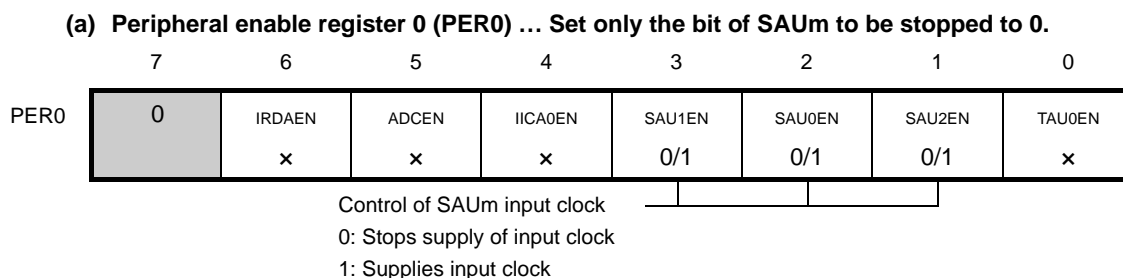 (a) Peripheral enable register 0 (PER0) … Set only the bit of SAUm to be stopped to 0.
7 6 5 4 3 2 1 0
PER0 0 IRDAEN ADCEN IICA0EN SAU1EN SAU0EN SAU2EN TAU0EN
× × × 0/1 0/1 0/1 ×
Control of SAUm input clock
0: Stops supply of input clock
1: Supplies input clock